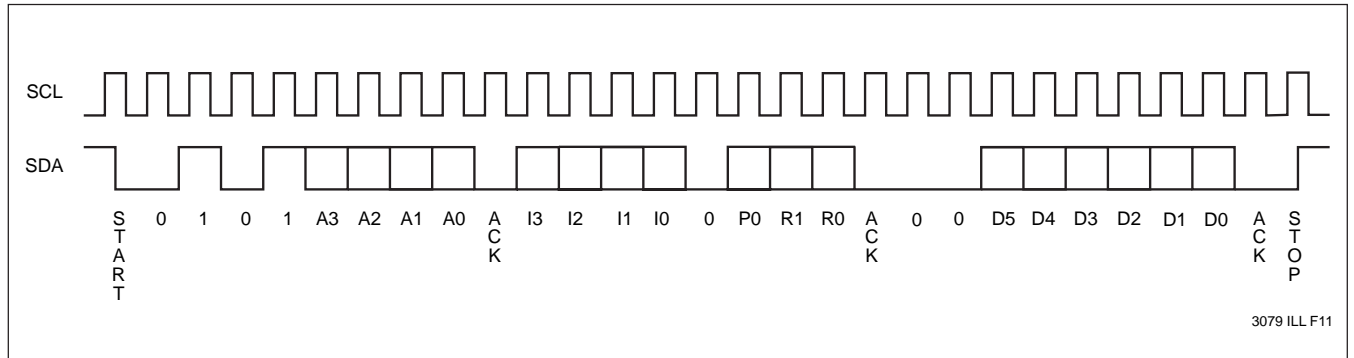 SCL
SDA
START 0 1 0 1 A3 A2 A1 A0 ACK I3 I2 I1 I0 0 P0 R1 R0 ACK 0 0 D5 D4 D3 D2 D1 D0 ACK STOP
3079 ILL F11